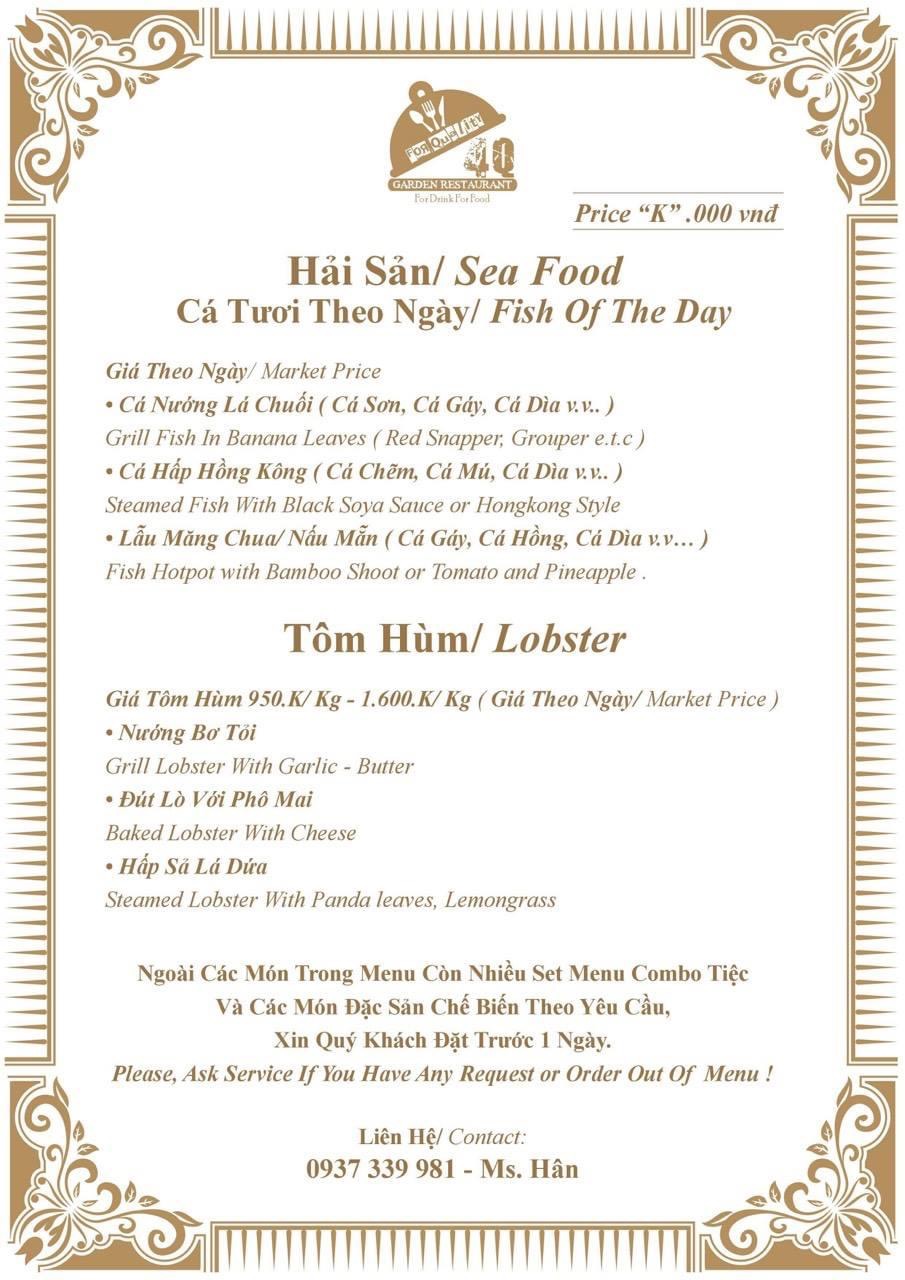 For Quality
4Q
GARDEN RESTAURANT
For Drink For Food
Price “K” .000 vnđ
Hải Sản/ Sea Food
Cá Tươi Theo Ngày/ Fish Of The Day
Giá Theo Ngày/ Market Price
• Cá Nướng Lá Chuối ( Cá Sơn, Cá Gáy, Cá Dìa v.v.. )
Grill Fish In Banana Leaves ( Red Snapper, Grouper e.t.c )
• Cá Hấp Hồng Kông ( Cá Chẽm, Cá Mú, Cá Dìa v.v.. )
Steamed Fish With Black Soya Sauce or Hongkong Style
• Lẫu Măng Chua/ Nấu Mẵn ( Cá Gáy, Cá Hồng, Cá Dìa v.v… )
Fish Hotpot with Bamboo Shoot or Tomato and Pineapple .
Tôm Hùm/ Lobster
Giá Tôm Hùm 950.K/ Kg - 1.600.K/ Kg ( Giá Theo Ngày/ Market Price )
• Nướng Bơ Tỏi
Grill Lobster With Garlic - Butter
• Đút Lò Với Phô Mai
Baked Lobster With Cheese
• Hấp Sả Lá Dứa
Steamed Lobster With Panda leaves, Lemongrass
Ngoài Các Món Trong Menu Còn Nhiều Set Menu Combo Tiệc
Và Các Món Đặc Sản Chế Biến Theo Yêu Cầu,
Xin Quý Khách Đặt Trước 1 Ngày.
Please, Ask Service If You Have Any Request or Order Out Of Menu !
Liên Hệ/ Contact:
0937 339 981 - Ms. Hân